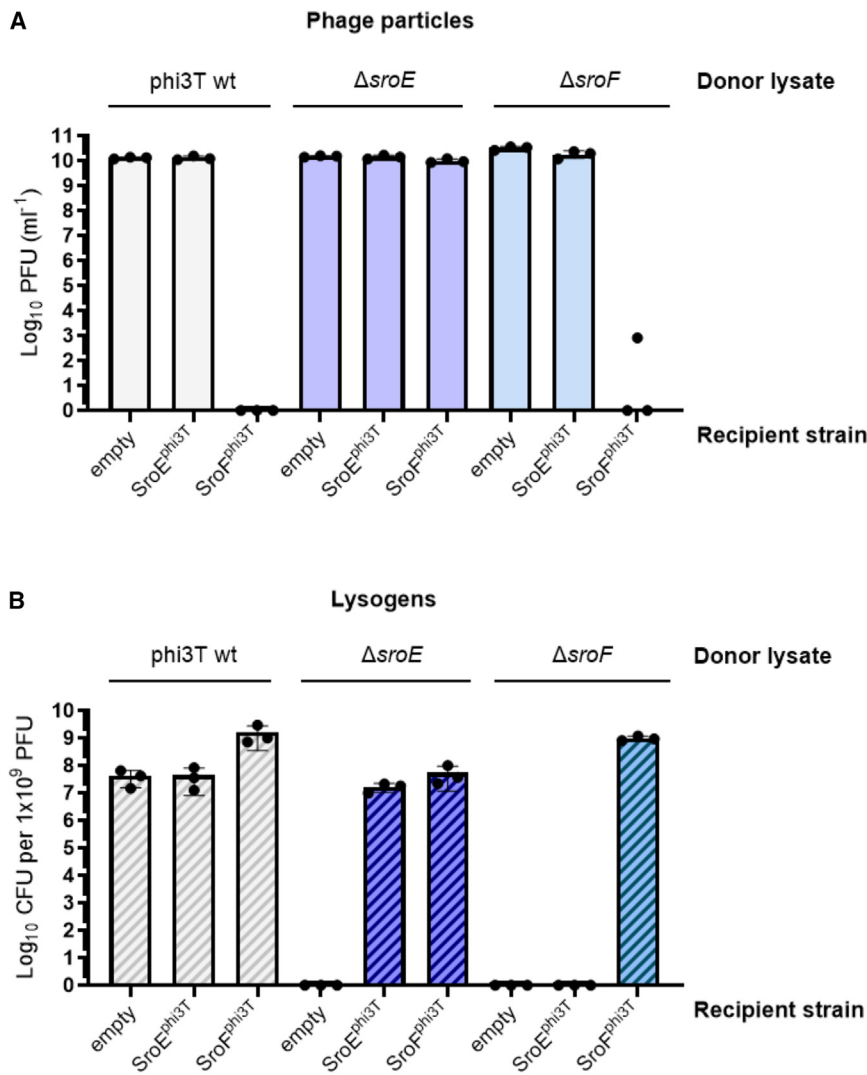 A
Phage particles
phi3T wt ΔsroE ΔsroF Donor lysate
Log₁₀ PFU (ml⁻¹)
11
10
9
8
7
6
5
4
3
2
1
0
empty SroEᵖʰⁱ³ᵀ SroFᵖʰⁱ³ᵀ empty SroEᵖʰⁱ³ᵀ SroFᵖʰⁱ³ᵀ empty SroEᵖʰⁱ³ᵀ SroFᵖʰⁱ³ᵀ Recipient strain
B
Lysogens
phi3T wt ΔsroE ΔsroF Donor lysate
Log₁₀ CFU per 1x10⁹ PFU
10
9
8
7
6
5
4
3
2
1
0
empty SroEᵖʰⁱ³ᵀ SroFᵖʰⁱ³ᵀ empty SroEᵖʰⁱ³ᵀ SroFᵖʰⁱ³ᵀ empty SroEᵖʰⁱ³ᵀ SroFᵖʰⁱ³ᵀ Recipient strain